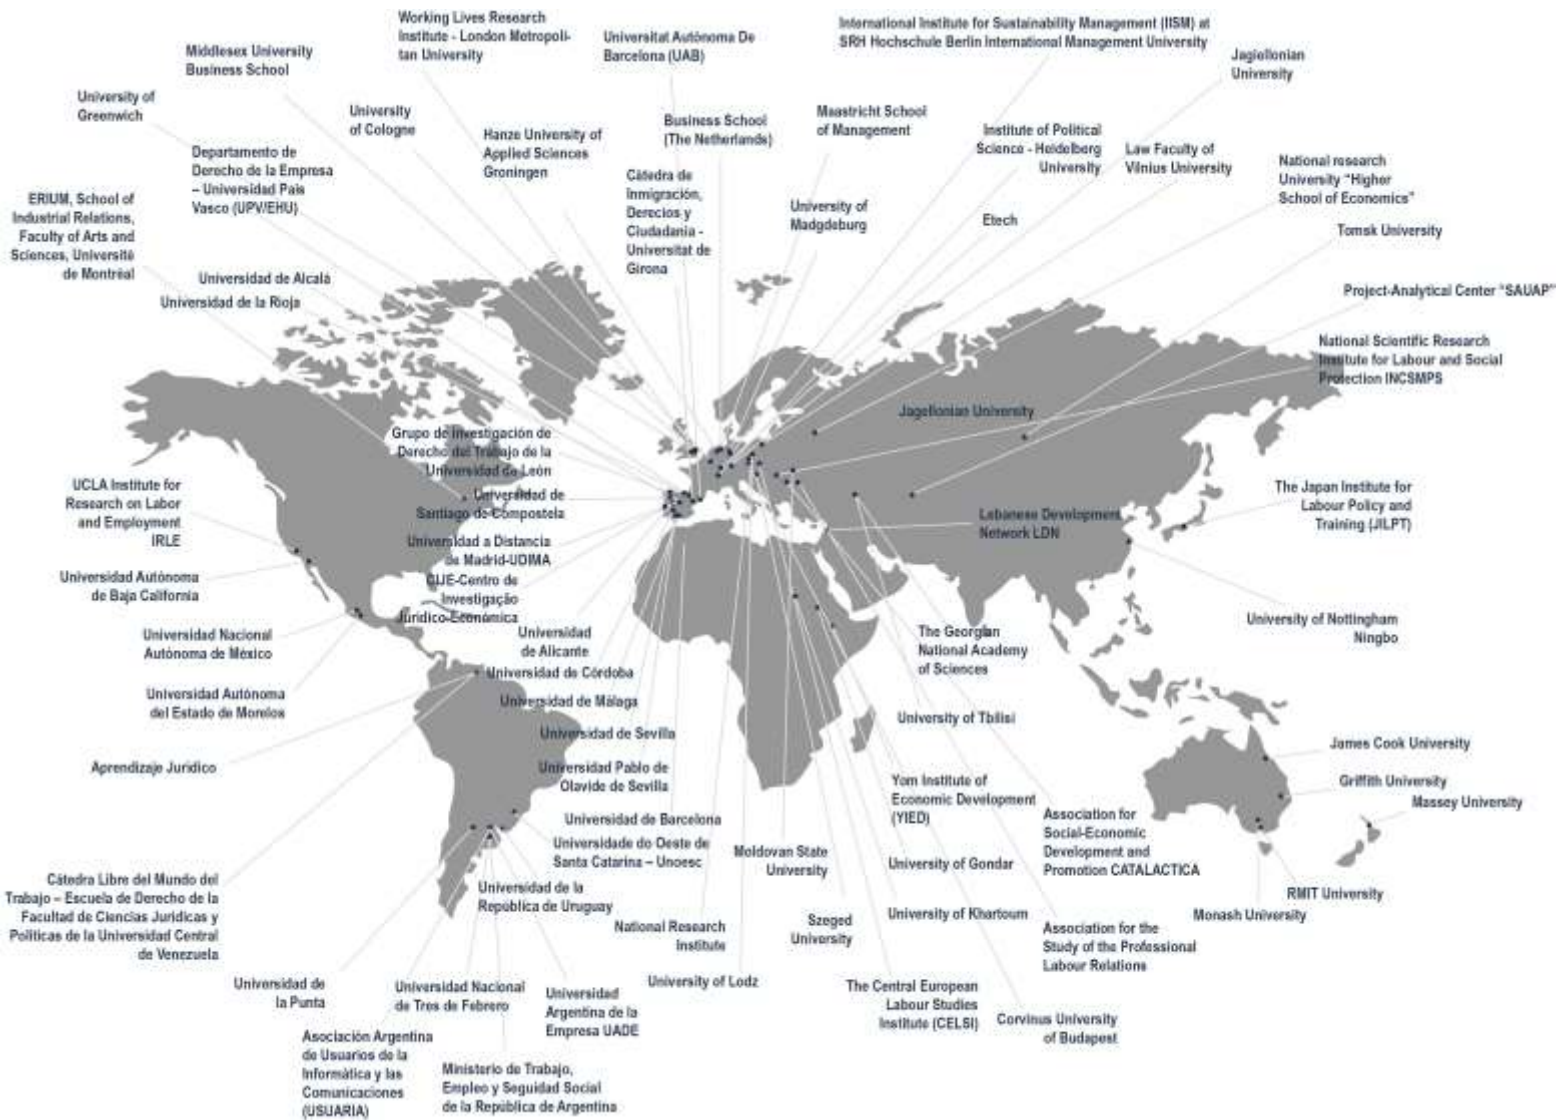 Working Lives Research
Institute - London Metropoli-
tan University
Universitat Autónoma De
Barcelona (UAB)
International Institute for Sustainability Management (IISM) at
SRH Hochschule Berlin International Management University
Middlesex University
Business School
Jagiellonian
University
University of
Greenwich
University
of Cologne
Hanze University of
Applied Sciences
Groningen
Business School
(The Netherlands)
Maastricht School
of Management
Institute of Political
Science - Heidelberg
University
Law Faculty of
Vilnius University
National research
University "Higher
School of Economics"
Departamento de
Derecho de la Empresa
– Universidad Pais
Vasco (UPV/EHU)
Cátedra de
Inmigración,
Derecios y
Ciudadania -
Universitat de
Girona
University of
Madgdeburg
Etech
Tomsk University
ERIUM, School of
Industrial Relations,
Faculty of Arts and
Sciences, Université
de Montréal
Universidad de Alcalá
Universidad de la Rioja
Project-Analytical Center "SAUAP"
National Scientific Research
Institute for Labour and Social
Protection INCSMPS
Jagellonian University
Grupo de Investigación de
Derecho del Trabajo de la
Universidad de León
UCLA Institute for
Research on Labor
and Employment
IRLE
Universidad de
Santiago de Compostela
The Japan Institute for
Labour Policy and
Training (JILPT)
Lebanese Development
Network LDN
Universidad a Distancia
de Madrid-UDIMA
CIJE-Centro de
Investigação
Jurídico-Económica
Universidad Autónoma
de Baja California
Universidad Nacional
Autónoma de México
Universidad
de Alicante
The Georgian
National Academy
of Sciences
University of Nottingham
Ningbo
Universidad de Córdoba
Universidad Autónoma
del Estado de Morelos
Universidad de Málaga
University of Tbilisi
Universidad de Sevilla
James Cook University
Aprendizaje Jurídico
Universidad Pablo de
Olavide de Sevilla
Yom Institute of
Economic Development
(YIED)
Griffith University
Massey University
Universidad de Barcelona
Association for
Social-Economic
Development and
Promotion CATALACTICA
Universidade do Oeste de
Santa Catarina – Unoesc
Moldovan State
University
University of Gondar
Cátedra Libre del Mundo del
Trabajo – Escuela de Derecho de la
Facultad de Ciencias Jurídicas y
Políticas de la Universidad Central
de Venezuela
Universidad de la
República de Uruguay
RMIT University
Monash University
National Research
Institute
Szeged
University
University of Khartoum
Association for the
Study of the Professional
Labour Relations
Universidad de
la Punta
Universidad Nacional
de Tres de Febrero
Universidad
Argentina de la
Empresa UADE
University of Lodz
The Central European
Labour Studies
Institute (CELSI)
Corvinus University
of Budapest
Asociación Argentina
de Usuarios de la
Informática y las
Comunicaciones
(USUARIA)
Ministerio de Trabajo,
Empleo y Seguidad Social
de la República de Argentina